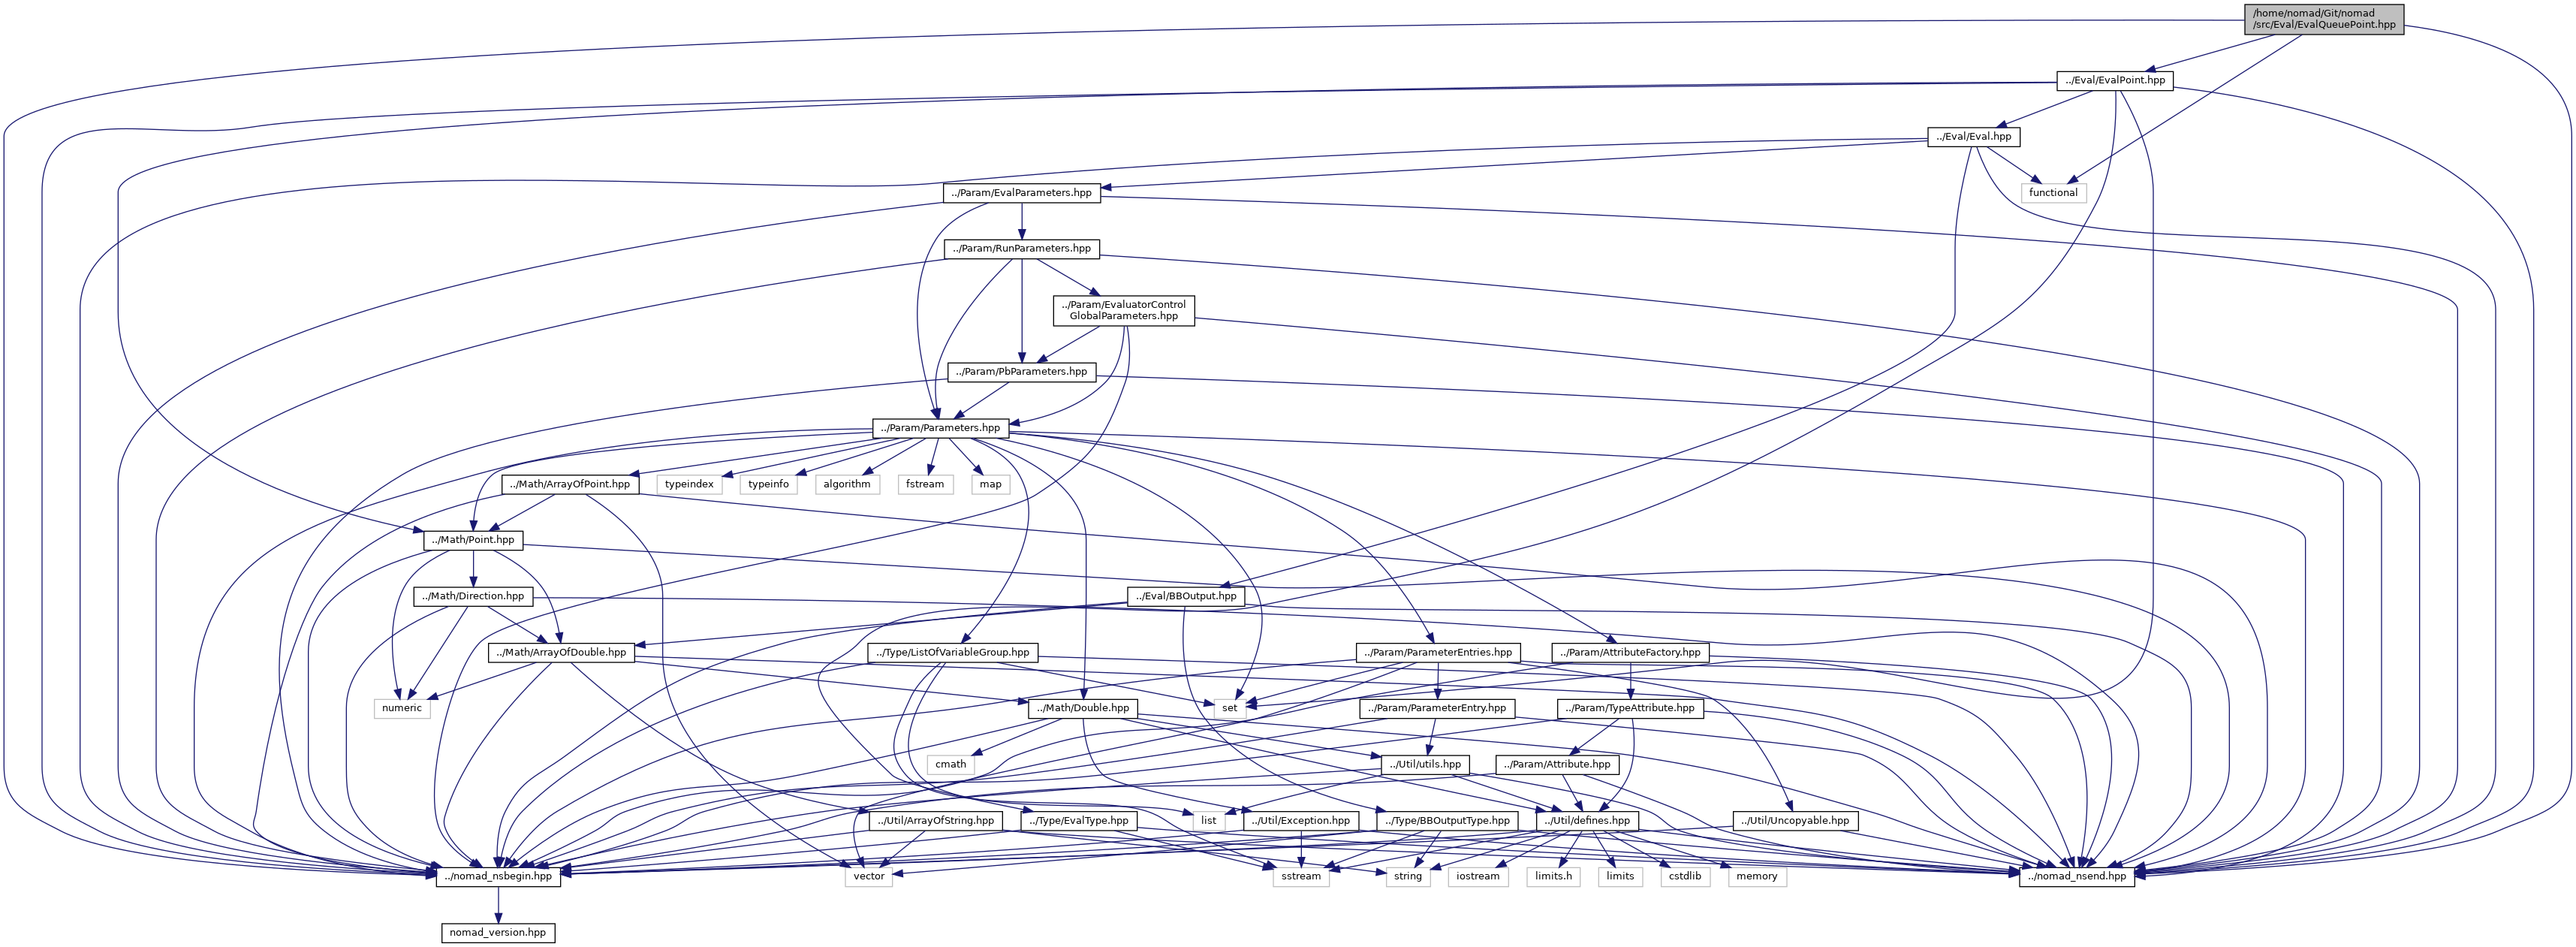 /home/nomad/Git/nomad
/src/Eval/EvalQueuePoint.hpp
../Eval/EvalPoint.hpp
../Eval/Eval.hpp
../Param/EvalParameters.hpp
functional
../Param/RunParameters.hpp
../Param/EvaluatorControl
GlobalParameters.hpp
../Param/PbParameters.hpp
../Param/Parameters.hpp
../Math/ArrayOfPoint.hpp
typeindex
typeinfo
algorithm
fstream
map
../Math/Point.hpp
../Math/Direction.hpp
../Eval/BBOutput.hpp
../Math/ArrayOfDouble.hpp
../Type/ListOfVariableGroup.hpp
../Param/ParameterEntries.hpp
../Param/AttributeFactory.hpp
numeric
../Math/Double.hpp
set
../Param/ParameterEntry.hpp
../Param/TypeAttribute.hpp
cmath
../Util/utils.hpp
../Param/Attribute.hpp
../Util/ArrayOfString.hpp
../Type/EvalType.hpp
list
../Util/Exception.hpp
../Type/BBOutputType.hpp
../Util/defines.hpp
../Util/Uncopyable.hpp
../nomad_nsbegin.hpp
vector
sstream
string
iostream
limits.h
limits
cstdlib
memory
../nomad_nsend.hpp
nomad_version.hpp